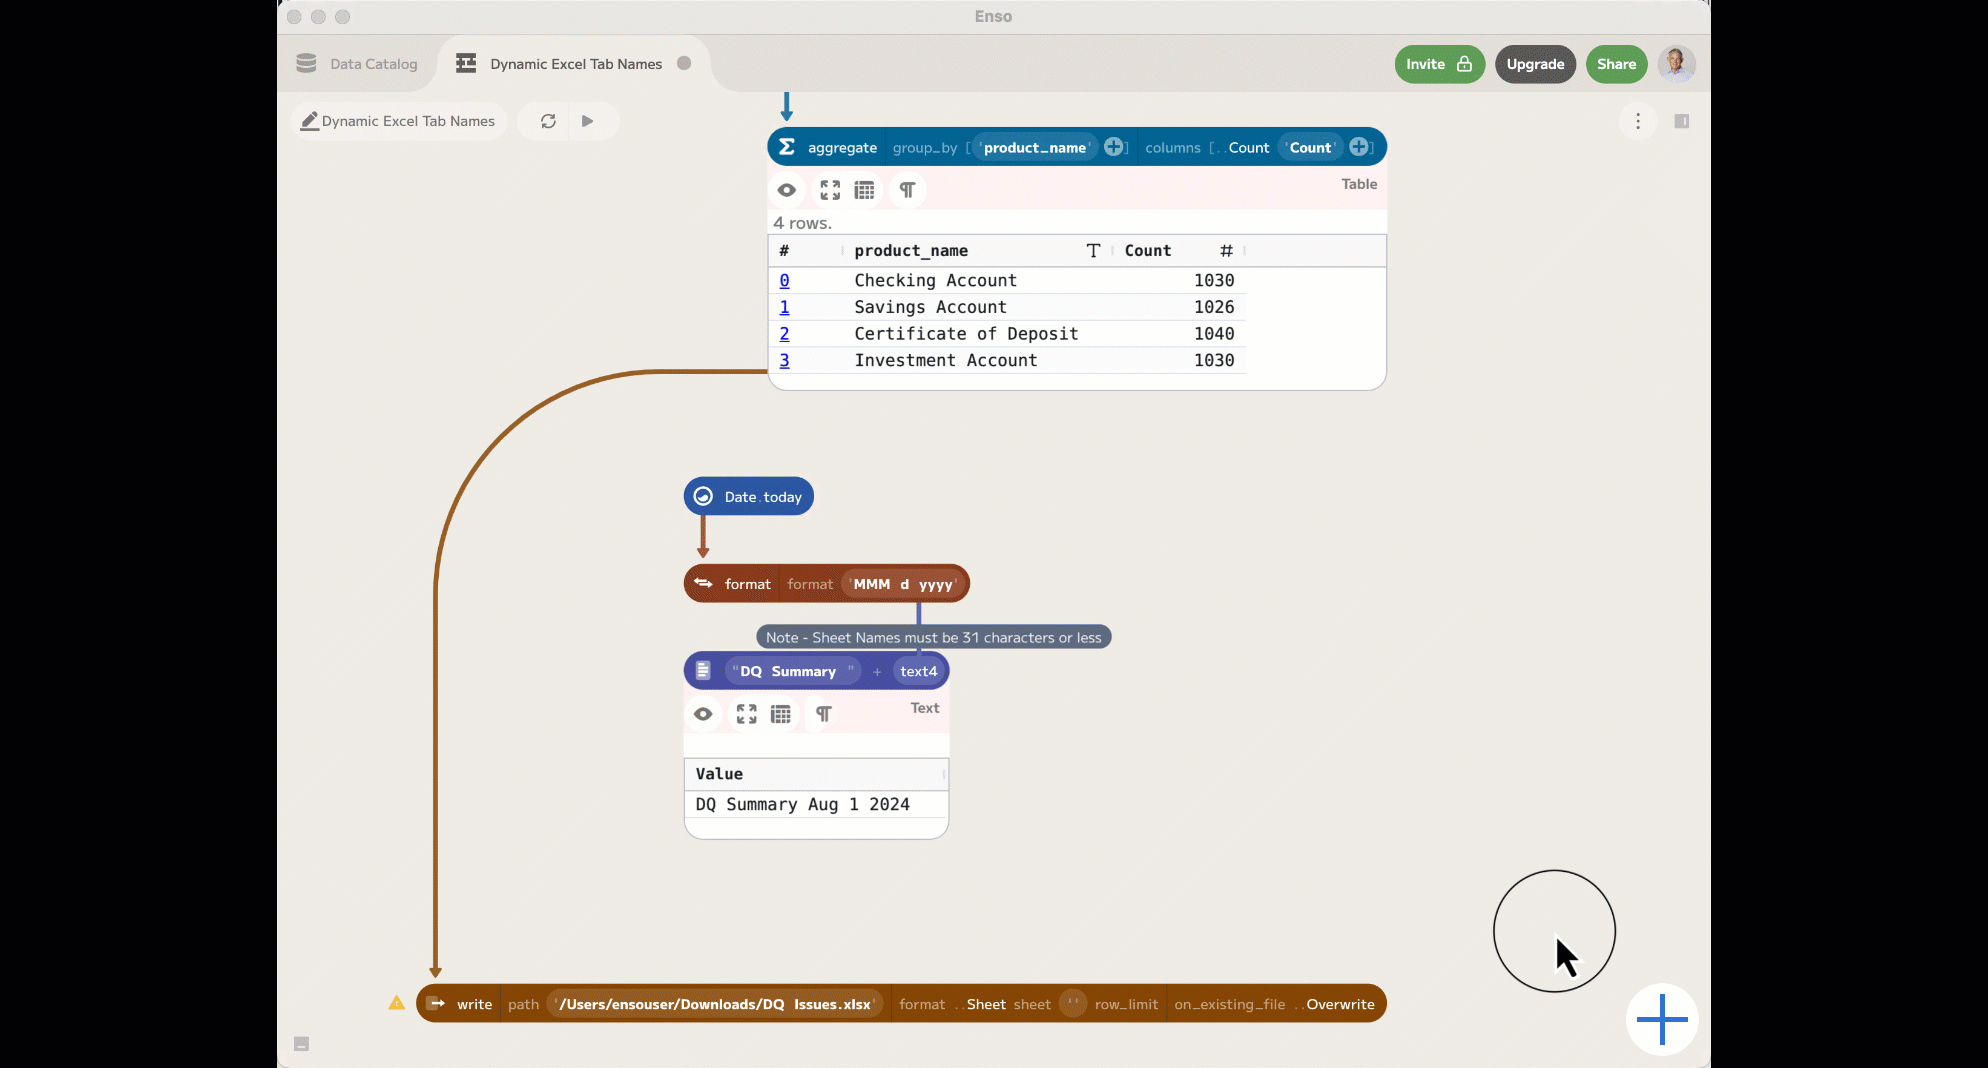 Enso
Data Catalog
Dynamic Excel Tab Names
Invite
Upgrade
Share
Dynamic Excel Tab Names
aggregate group_by [ 'product_name' ] columns [ ..Count 'Count' ]
Table
4 rows.
# product_name T Count #
0 Checking Account 1030
1 Savings Account 1026
2 Certificate of Deposit 1040
3 Investment Account 1030
Date.today
format format 'MMM d yyyy'
Note - Sheet Names must be 31 characters or less
"DQ Summary " + text4
Text
Value
DQ Summary Aug 1 2024
write path '/Users/ensouser/Downloads/DQ Issues.xlsx' format ..Sheet sheet '' row_limit on_existing_file ..Overwrite